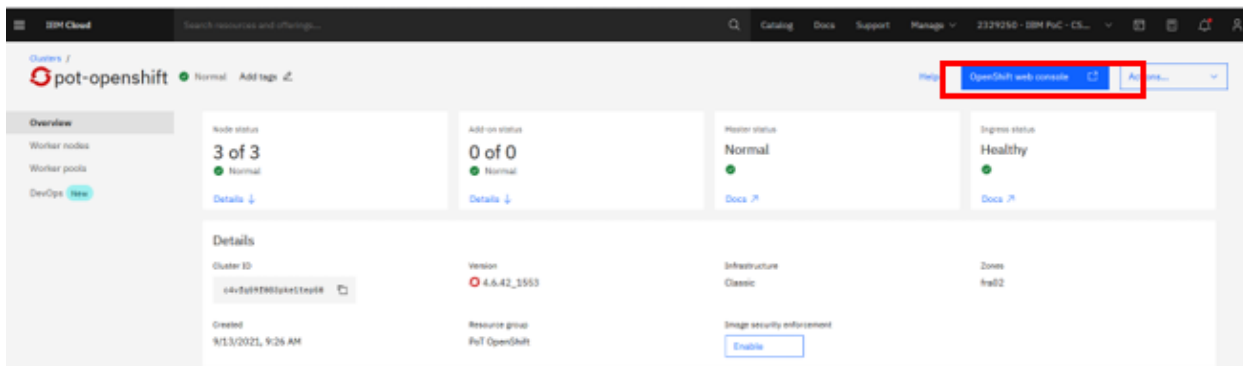 IBM Cloud Search resources and offerings... Catalog Docs Support Manage 2329250 - IBM PoC - CS...
Clusters /
pot-openshift Normal Add tags Help OpenShift web console Actions...
Overview
Worker nodes
Worker pools
DevOps New
Node status Add-on status Master status Ingress status
3 of 3 0 of 0 Normal Healthy
Normal Normal
Details Details Docs Docs
Details
Cluster ID Version Infrastructure Zones
4.6.42_1553 Classic fra02
Created Resource group Image security enforcement
9/13/2021, 9:26 AM PoT OpenShift Enable